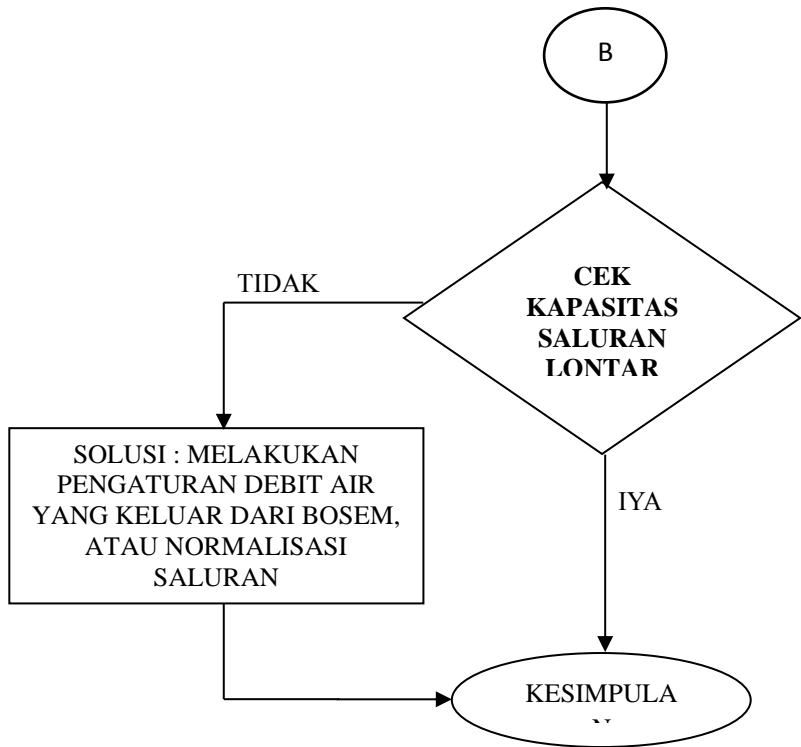 B
CEK
KAPASITAS
SALURAN
LONTAR
TIDAK
SOLUSI : MELAKUKAN
PENGATURAN DEBIT AIR
YANG KELUAR DARI BOSEM,
ATAU NORMALISASI
SALURAN
IYA
KESIMPULA
N